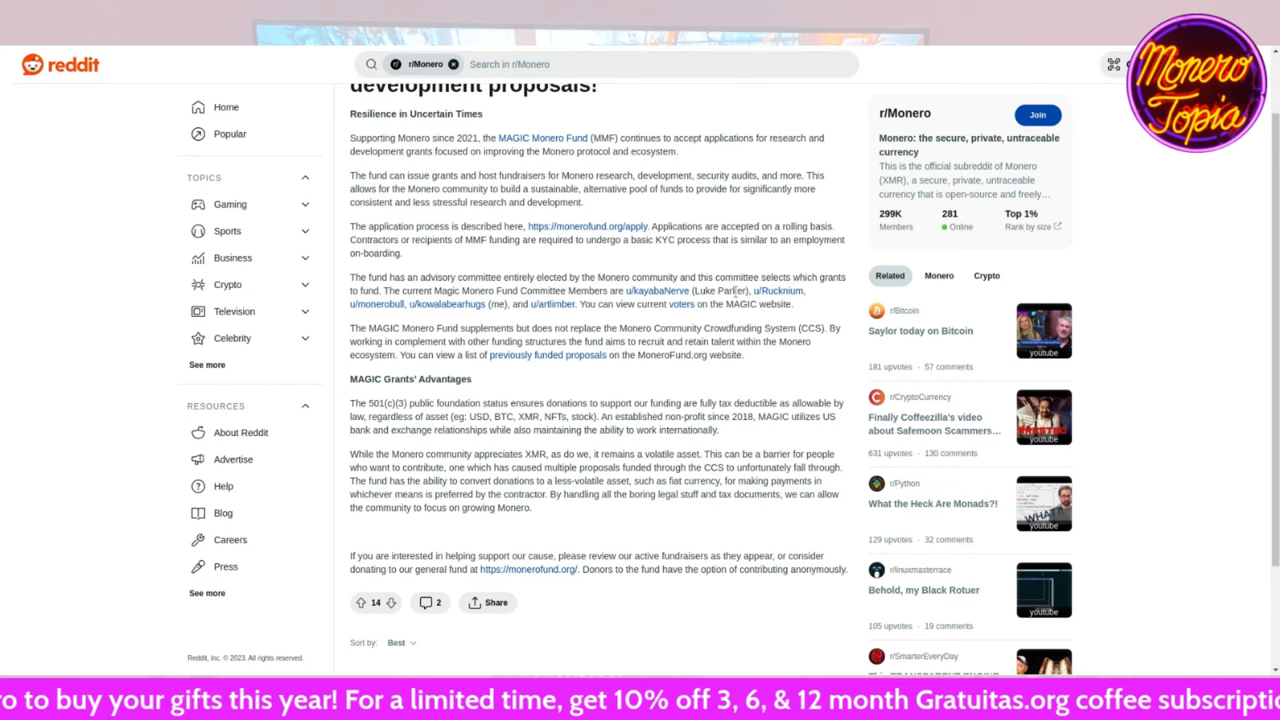 reddit
r/Monero
Search in r/Monero
Monero
Topia
Home
Popular
TOPICS
Gaming
Sports
Business
Crypto
Television
Celebrity
See more
RESOURCES
About Reddit
Advertise
Help
Blog
Careers
Press
See more
Reddit, Inc. © 2023. All rights reserved.
development proposals!
Resilience in Uncertain Times
Supporting Monero since 2021, the MAGIC Monero Fund (MMF) continues to accept applications for research and
development grants focused on improving the Monero protocol and ecosystem.
The fund can issue grants and host fundraisers for Monero research, development, security audits, and more. This
allows for the Monero community to build a sustainable, alternative pool of funds to provide for significantly more
consistent and less stressful research and development.
The application process is described here, https://monerofund.org/apply. Applications are accepted on a rolling basis.
Contractors or recipients of MMF funding are required to undergo a basic KYC process that is similar to an employment
on-boarding.
The fund has an advisory committee entirely elected by the Monero community and this committee selects which grants
to fund. The current Magic Monero Fund Committee Members are u/kayabaNerve (Luke Parker), u/Rucknium,
u/monerobull, u/kowalabearhugs (me), and u/artlimber. You can view current voters on the MAGIC website.
The MAGIC Monero Fund supplements but does not replace the Monero Community Crowdfunding System (CCS). By
working in complement with other funding structures the fund aims to recruit and retain talent within the Monero
ecosystem. You can view a list of previously funded proposals on the MoneroFund.org website.
MAGIC Grants' Advantages
The 501(c)(3) public foundation status ensures donations to support our funding are fully tax deductible as allowable by
law, regardless of asset (eg: USD, BTC, XMR, NFTs, stock). An established non-profit since 2018, MAGIC utilizes US
bank and exchange relationships while also maintaining the ability to work internationally.
While the Monero community appreciates XMR, as do we, it remains a volatile asset. This can be a barrier for people
who want to contribute, one which has caused multiple proposals funded through the CCS to unfortunately fall through.
The fund has the ability to convert donations to a less-volatile asset, such as fiat currency, for making payments in
whichever means is preferred by the contractor. By handling all the boring legal stuff and tax documents, we can allow
the community to focus on growing Monero.
If you are interested in helping support our cause, please review our active fundraisers as they appear, or consider
donating to our general fund at https://monerofund.org/. Donors to the fund have the option of contributing anonymously.
14
2
Share
Sort by: Best
r/Monero
Join
Monero: the secure, private, untraceable
currency
This is the official subreddit of Monero
(XMR), a secure, private, untraceable
currency that is open-source and freely…
299K 281 Top 1%
Members Online Rank by size
Related Monero Crypto
r/Bitcoin
Saylor today on Bitcoin
youtube
181 upvotes · 57 comments
r/CryptoCurrency
Finally Coffeezilla's video
about Safemoon Scammers…
youtube
631 upvotes · 130 comments
r/Python
What the Heck Are Monads?!
WHAT!
youtube
129 upvotes · 32 comments
r/linuxmasterrace
Behold, my Black Rotuer
youtube
105 upvotes · 19 comments
r/SmarterEveryDay
ro to buy your gifts this year! For a limited time, get 10% off 3, 6, & 12 month Gratuitas.org coffee subscriptio